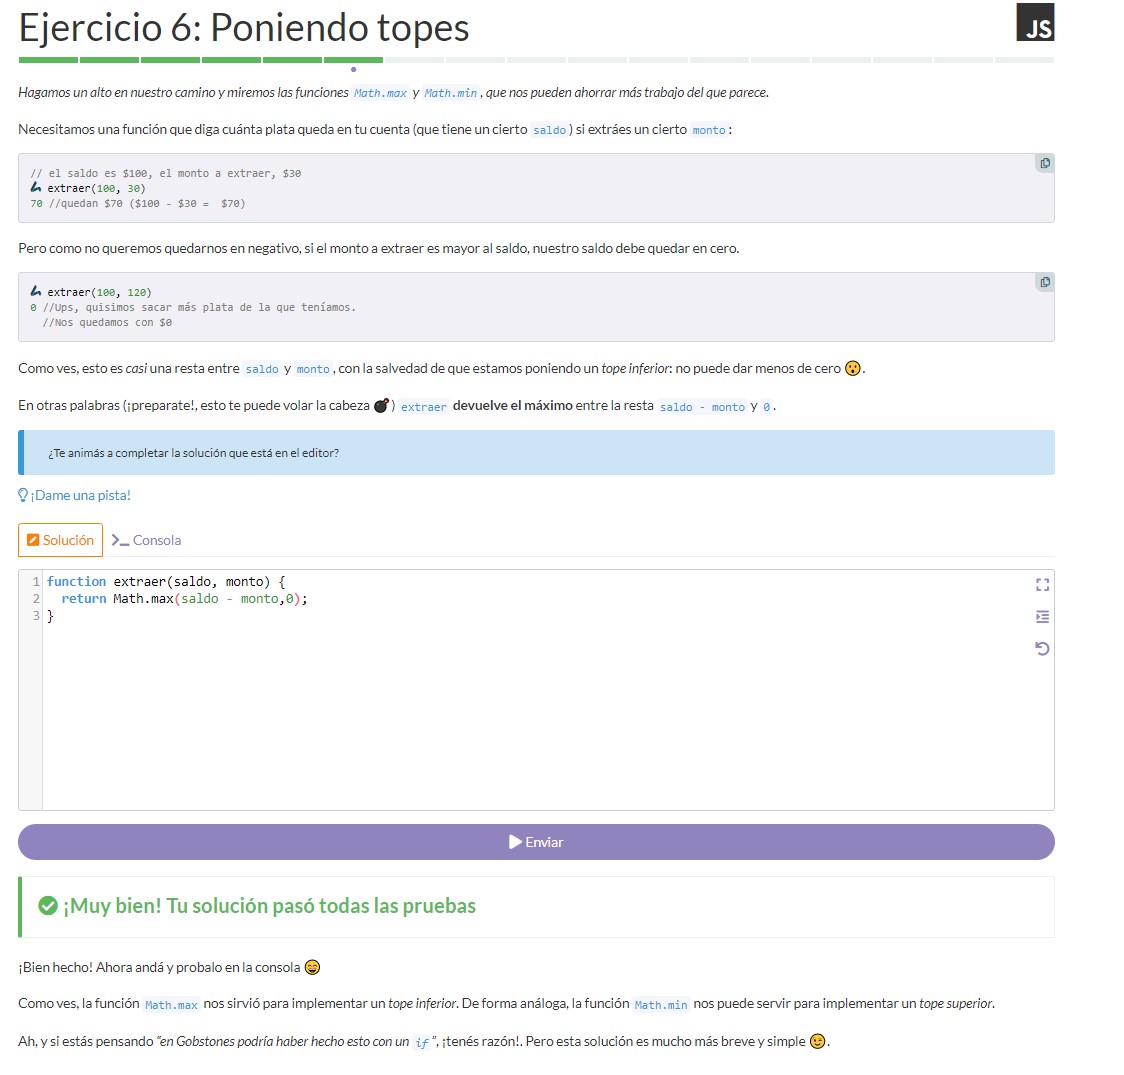 Ejercicio 6: Poniendo topes
JS
Hagamos un alto en nuestro camino y miremos las funciones Math.max y Math.min, que nos pueden ahorrar más trabajo del que parece.
Necesitamos una función que diga cuánta plata queda en tu cuenta (que tiene un cierto saldo) si extráes un cierto monto:
// el saldo es $100, el monto a extraer, $30
extraer(100, 30)
70 //quedan $70 ($100 - $30 =  $70)
Pero como no queremos quedarnos en negativo, si el monto a extraer es mayor al saldo, nuestro saldo debe quedar en cero.
extraer(100, 120)
0 //Ups, quisimos sacar más plata de la que teníamos.
//Nos quedamos con $0
Como ves, esto es casi una resta entre saldo y monto, con la salvedad de que estamos poniendo un tope inferior: no puede dar menos de cero 😮.
En otras palabras (¡preparate!, esto te puede volar la cabeza 💣) extraer devuelve el máximo entre la resta saldo - monto y 0.
¿Te animás a completar la solución que está en el editor?
¡Dame una pista!
Solución >_ Consola
1 function extraer(saldo, monto) {
2 return Math.max(saldo - monto,0);
3 }
Enviar
¡Muy bien! Tu solución pasó todas las pruebas
¡Bien hecho! Ahora andá y probalo en la consola 😄
Como ves, la función Math.max nos sirvió para implementar un tope inferior. De forma análoga, la función Math.min nos puede servir para implementar un tope superior.
Ah, y si estás pensando "en Gobstones podría haber hecho esto con un if", ¡tenés razón!. Pero esta solución es mucho más breve y simple 😉.